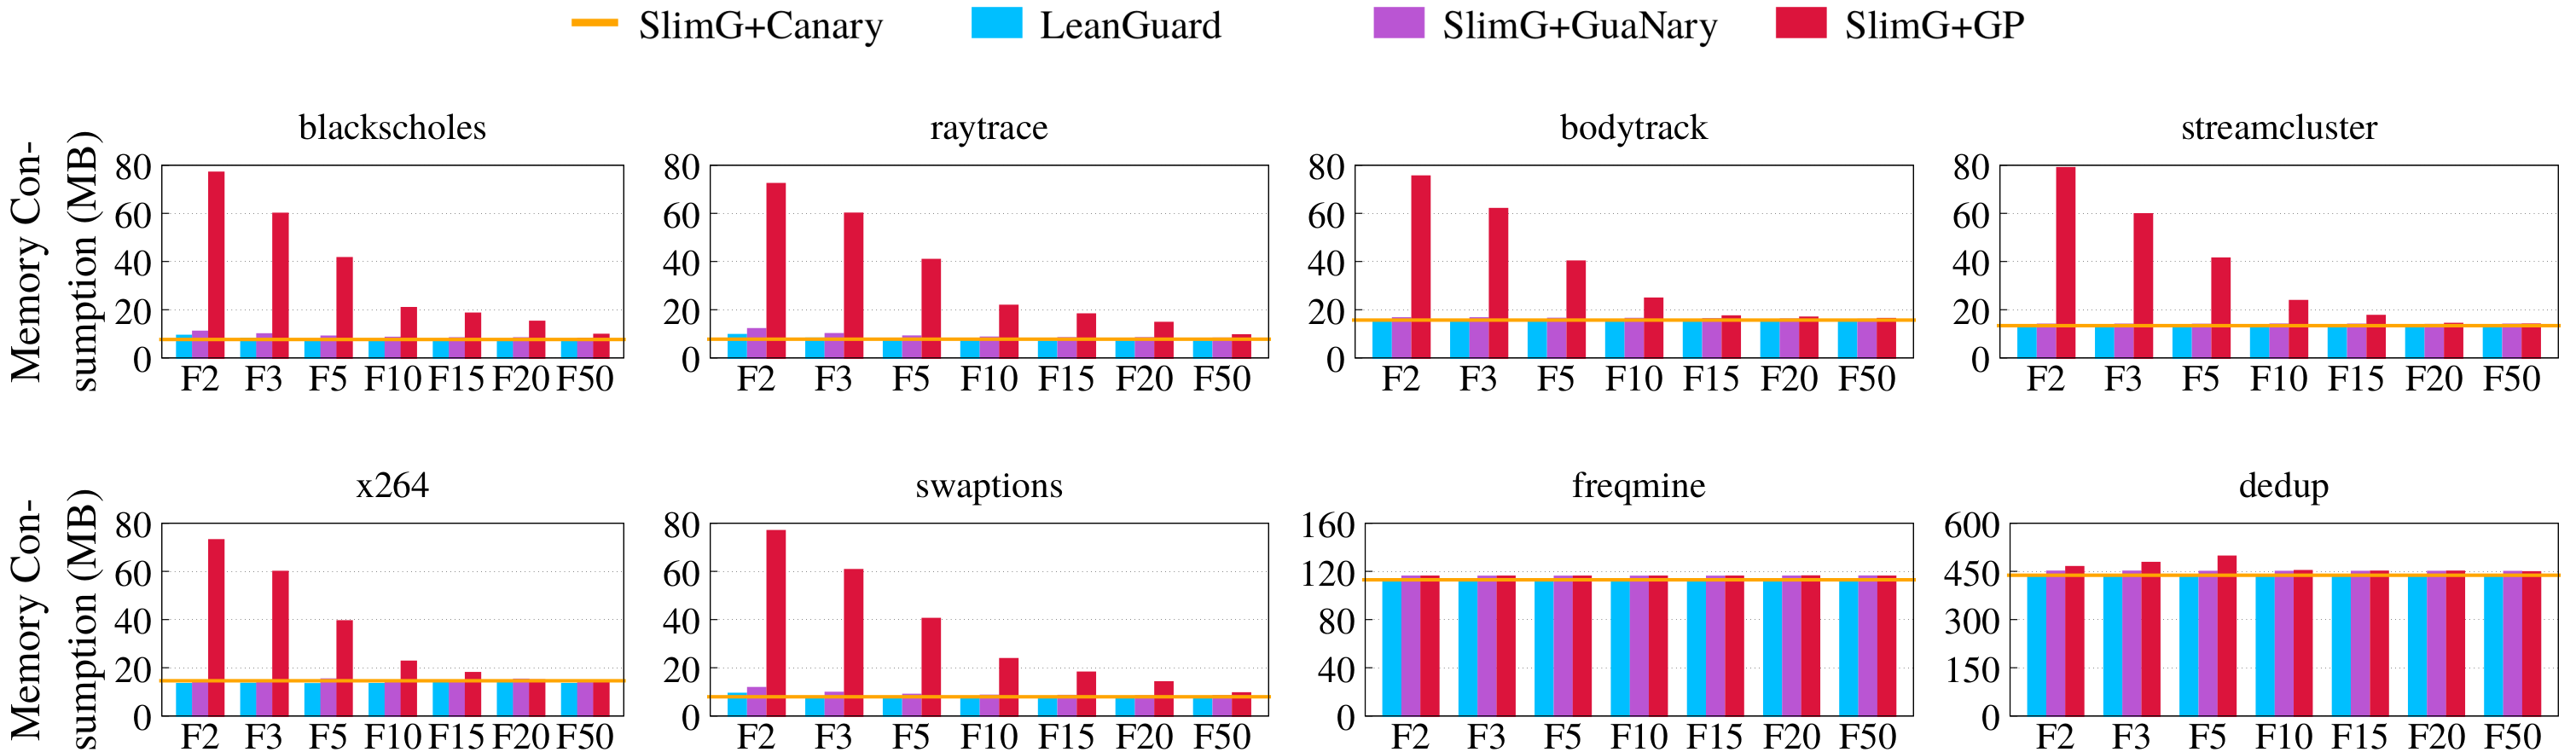 SlimG+Canary LeanGuard SlimG+GuaNary SlimG+GP
blackscholes raytrace bodytrack streamcluster
Memory Con-
sumption (MB)
80 60 40 20 0
F2 F3 F5 F10 F15 F20 F50
80 60 40 20 0
F2 F3 F5 F10 F15 F20 F50
80 60 40 20 0
F2 F3 F5 F10 F15 F20 F50
80 60 40 20 0
F2 F3 F5 F10 F15 F20 F50
x264 swaptions freqmine dedup
Memory Con-
sumption (MB)
80 60 40 20 0
F2 F3 F5 F10 F15 F20 F50
80 60 40 20 0
F2 F3 F5 F10 F15 F20 F50
160 120 80 40 0
F2 F3 F5 F10 F15 F20 F50
600 450 300 150 0
F2 F3 F5 F10 F15 F20 F50